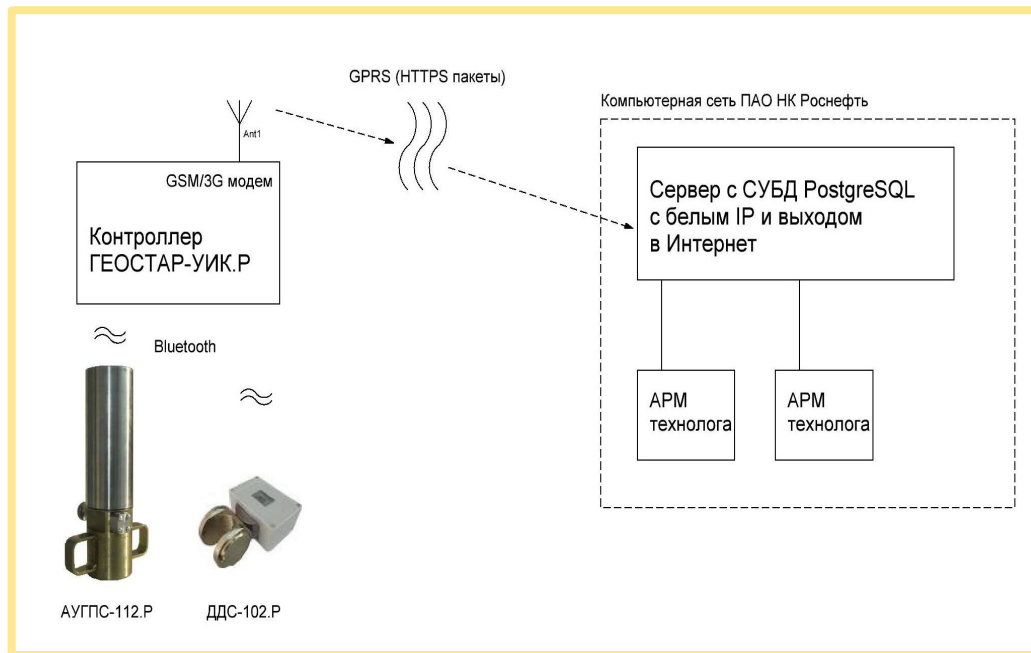 GPRS (HTTPS пакеты)
Компьютерная сеть ПАО НК Роснефть
Ant1
GSM/3G модем
Контроллер
ГЕОСТАР-УИК.Р
Сервер с СУБД PostgreSQL
с белым IP и выходом
в Интернет
Bluetooth
АРМ
технолога
АРМ
технолога
АУГПС-112.Р
ДДС-102.Р